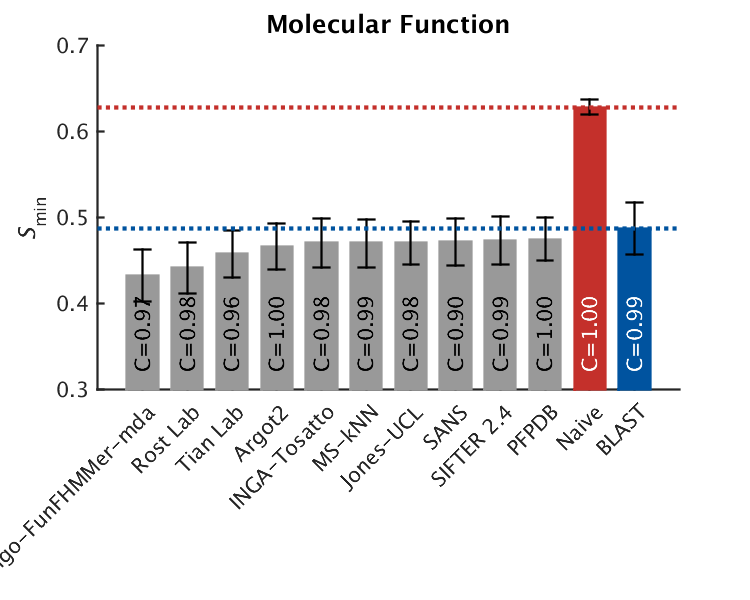 Molecular Function
0.7
0.6
0.5
0.4
0.3
Smin
C=0.97
C=0.98
C=0.96
C=1.00
C=0.98
C=0.99
C=0.98
C=0.90
C=0.99
C=1.00
C=1.00
C=0.99
go-FunFHMMer-mda
Rost Lab
Tian Lab
Argot2
INGA-Tosatto
MS-kNN
Jones-UCL
SANS
SIFTER 2.4
PFPDB
Naive
BLAST